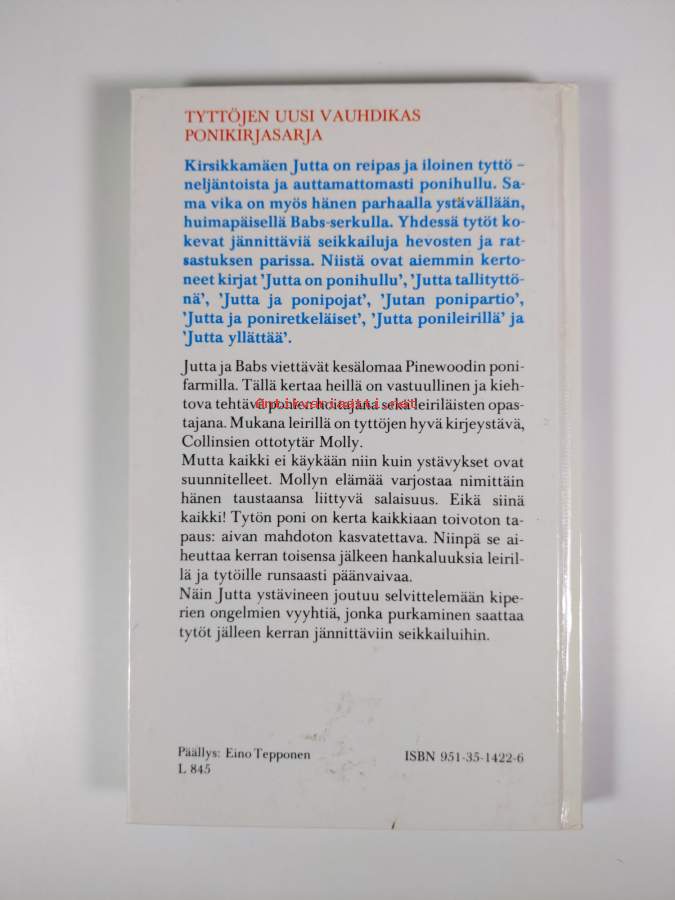 TYTTÖJEN UUSI VAUHDIKAS
PONIKIRJASARJA
Kirsikkamäen Jutta on reipas ja iloinen tyttö –
neljäntoista ja auttamattomasti ponihullu. Sa-
ma vika on myös hänen parhaalla ystävällään,
huimapäisellä Babs-serkulla. Yhdessä tytöt ko-
kevat jännittäviä seikkailuja hevosten ja rat-
sastuksen parissa. Niistä ovat aiemmin kerto-
neet kirjat 'Jutta on ponihullu', 'Jutta tallityttö-
nä', 'Jutta ja ponipojat', 'Jutan ponipartio',
'Jutta ja poniretkeläiset', 'Jutta ponileirillä' ja
'Jutta yllättää'.
Jutta ja Babs viettävät kesälomaa Pinewoodin poni-
farmilla. Tällä kertaa heillä on vastuullinen ja kieh-
tova tehtävä ponien hoitajana sekä leiriläisten opas-
tajana. Mukana leirillä on tyttöjen hyvä kirjeystävä,
Collinsien ottotytär Molly.
Mutta kaikki ei käykään niin kuin ystävykset ovat
suunnitelleet. Mollyn elämää varjostaa nimittäin
hänen taustaansa liittyvä salaisuus. Eikä siinä
kaikki! Tytön poni on kerta kaikkiaan toivoton ta-
paus: aivan mahdoton kasvatettava. Niinpä se ai-
heuttaa kerran toisensa jälkeen hankaluuksia leiril-
lä ja tytöille runsaasti päänvaivaa.
Näin Jutta ystävineen joutuu selvittelemään kipe-
rien ongelmien vyyhtiä, jonka purkaminen saattaa
tytöt jälleen kerran jännittäviin seikkailuihin.
Päällys: Eino Tepponen
L 845
ISBN 951-35-1422-6
antikvariaatti.net